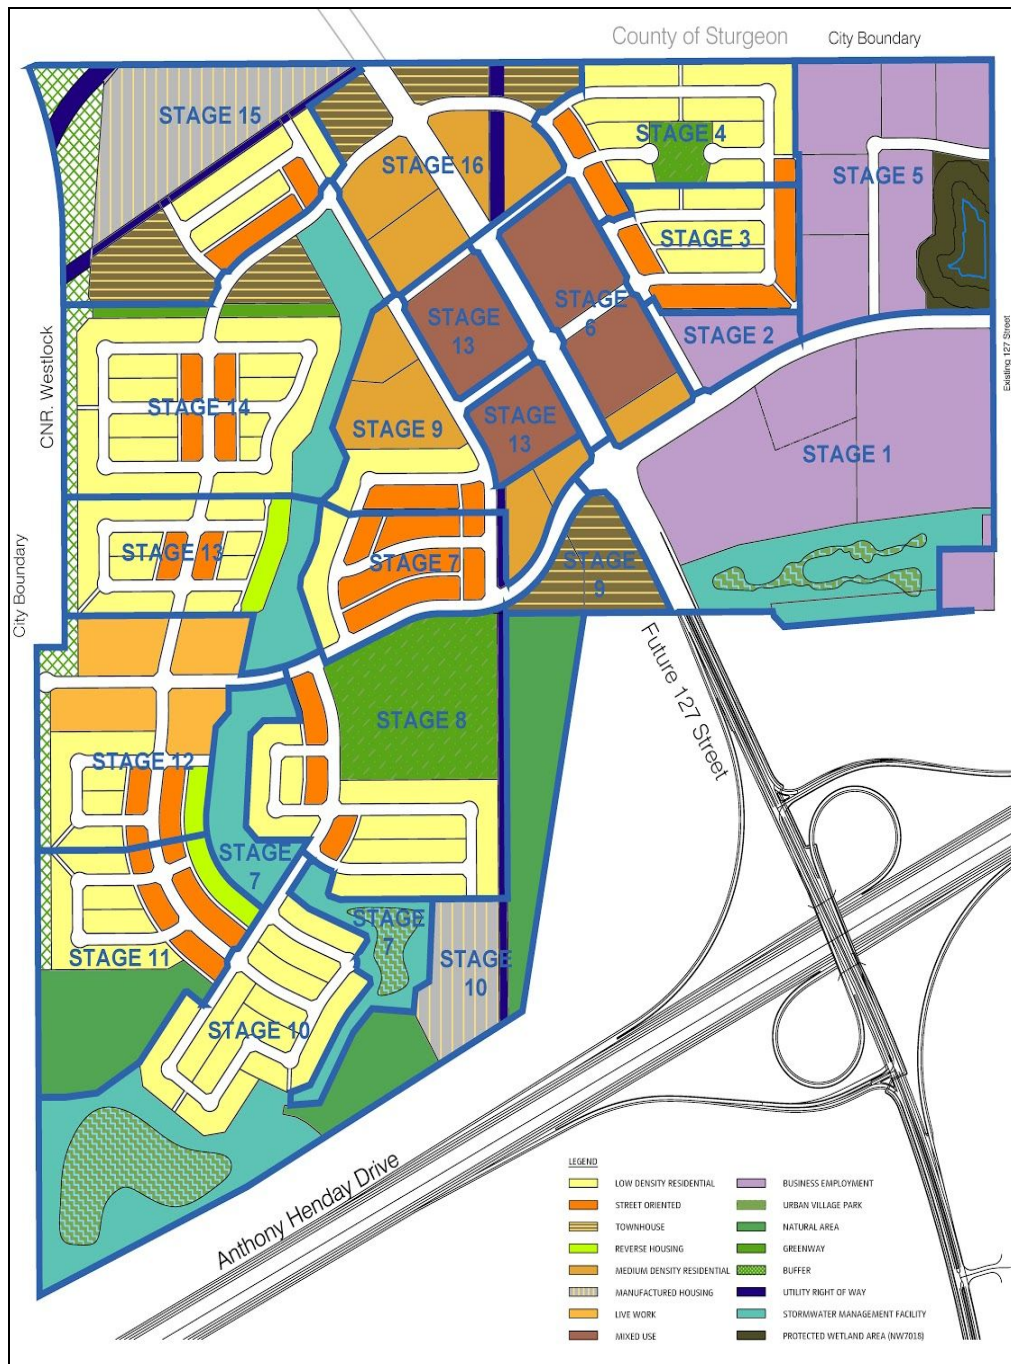 County of Sturgeon
City Boundary
STAGE 15
STAGE 4
STAGE 16
STAGE 5
STAGE 3
STAGE
6
STAGE
13
STAGE 2
CNR. Westlock
Existing 127 Street
STAGE 14
STAGE 9
STAGE
13
STAGE 1
STAGE 13
STAGE 7
STAGE
9
City Boundary
Future 127 Street
STAGE 8
STAGE 12
STAGE
7
STAGE
7
STAGE 11
STAGE
10
STAGE 10
Anthony Henday Drive
LEGEND
LOW DENSITY RESIDENTIAL
STREET ORIENTED
TOWNHOUSE
REVERSE HOUSING
MEDIUM DENSITY RESIDENTIAL
MANUFACTURED HOUSING
LIVE WORK
MIXED USE
BUSINESS EMPLOYMENT
URBAN VILLAGE PARK
NATURAL AREA
GREENWAY
BUFFER
UTILITY RIGHT OF WAY
STORMWATER MANAGEMENT FACILITY
PROTECTED WETLAND AREA (NW7018)